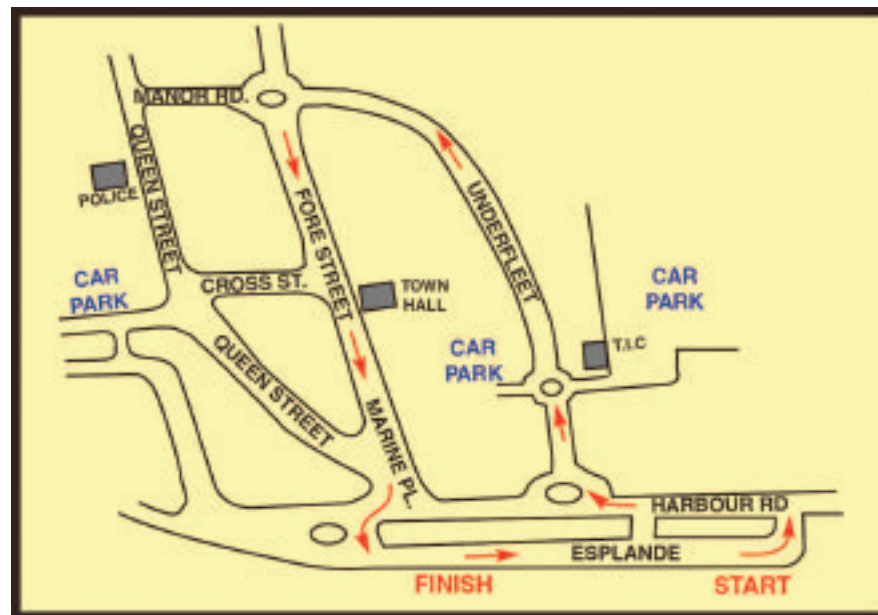 MANOR RD.
QUEEN STREET
POLICE
FORE STREET
UNDERFLEET
CAR
PARK
CROSS ST.
TOWN
HALL
CAR
PARK
CAR
PARK
T.I.C
QUEEN STREET
MARINE PL.
HARBOUR RD
ESPLANDE
FINISH
START